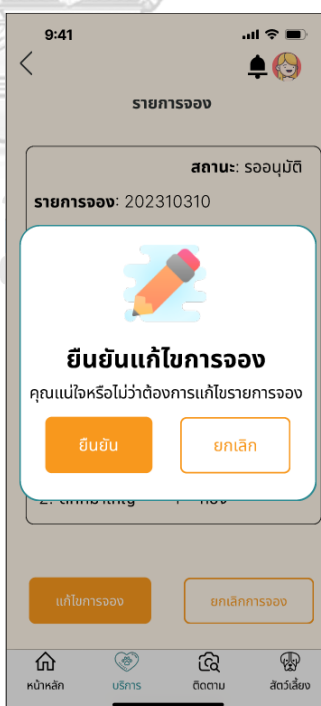 9:41
รายการจอง
สถานะ: รออนุมัติ
รายการจอง: 202310310
ยืนยันแก้ไขการจอง
คุณแน่ใจหรือไม่ว่าต้องการแก้ไขรายการจอง
ยืนยัน ยกเลิก
แก้ไขการจอง ยกเลิกการจอง
หน้าหลัก บริการ ติดตาม สัตว์เลี้ยง